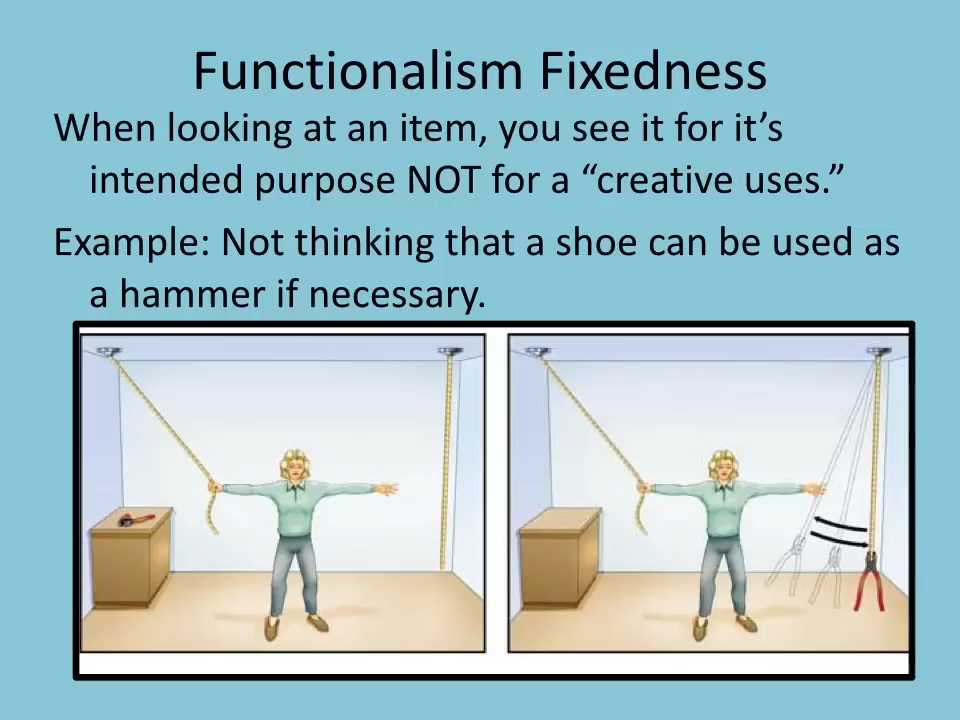 Functionalism Fixedness
When looking at an item, you see it for it’s
intended purpose NOT for a “creative uses.”
Example: Not thinking that a shoe can be used as
a hammer if necessary.